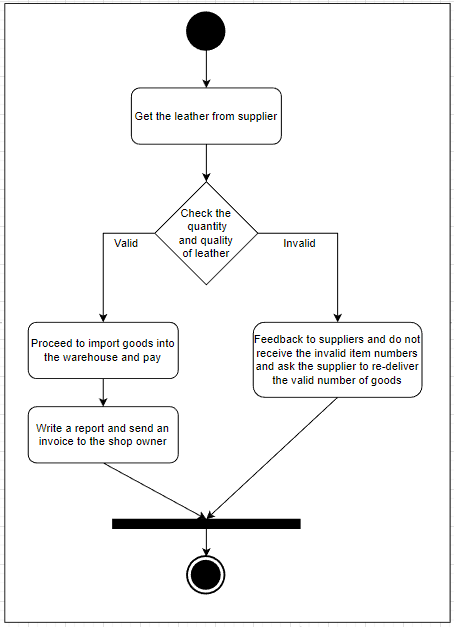 Get the leather from supplier
Check the
quantity
and quality
of leather
Valid
Invalid
Proceed to import goods into
the warehouse and pay
Feedback to suppliers and do not
receive the invalid item numbers
and ask the supplier to re-deliver
the valid number of goods
Write a report and send an
invoice to the shop owner